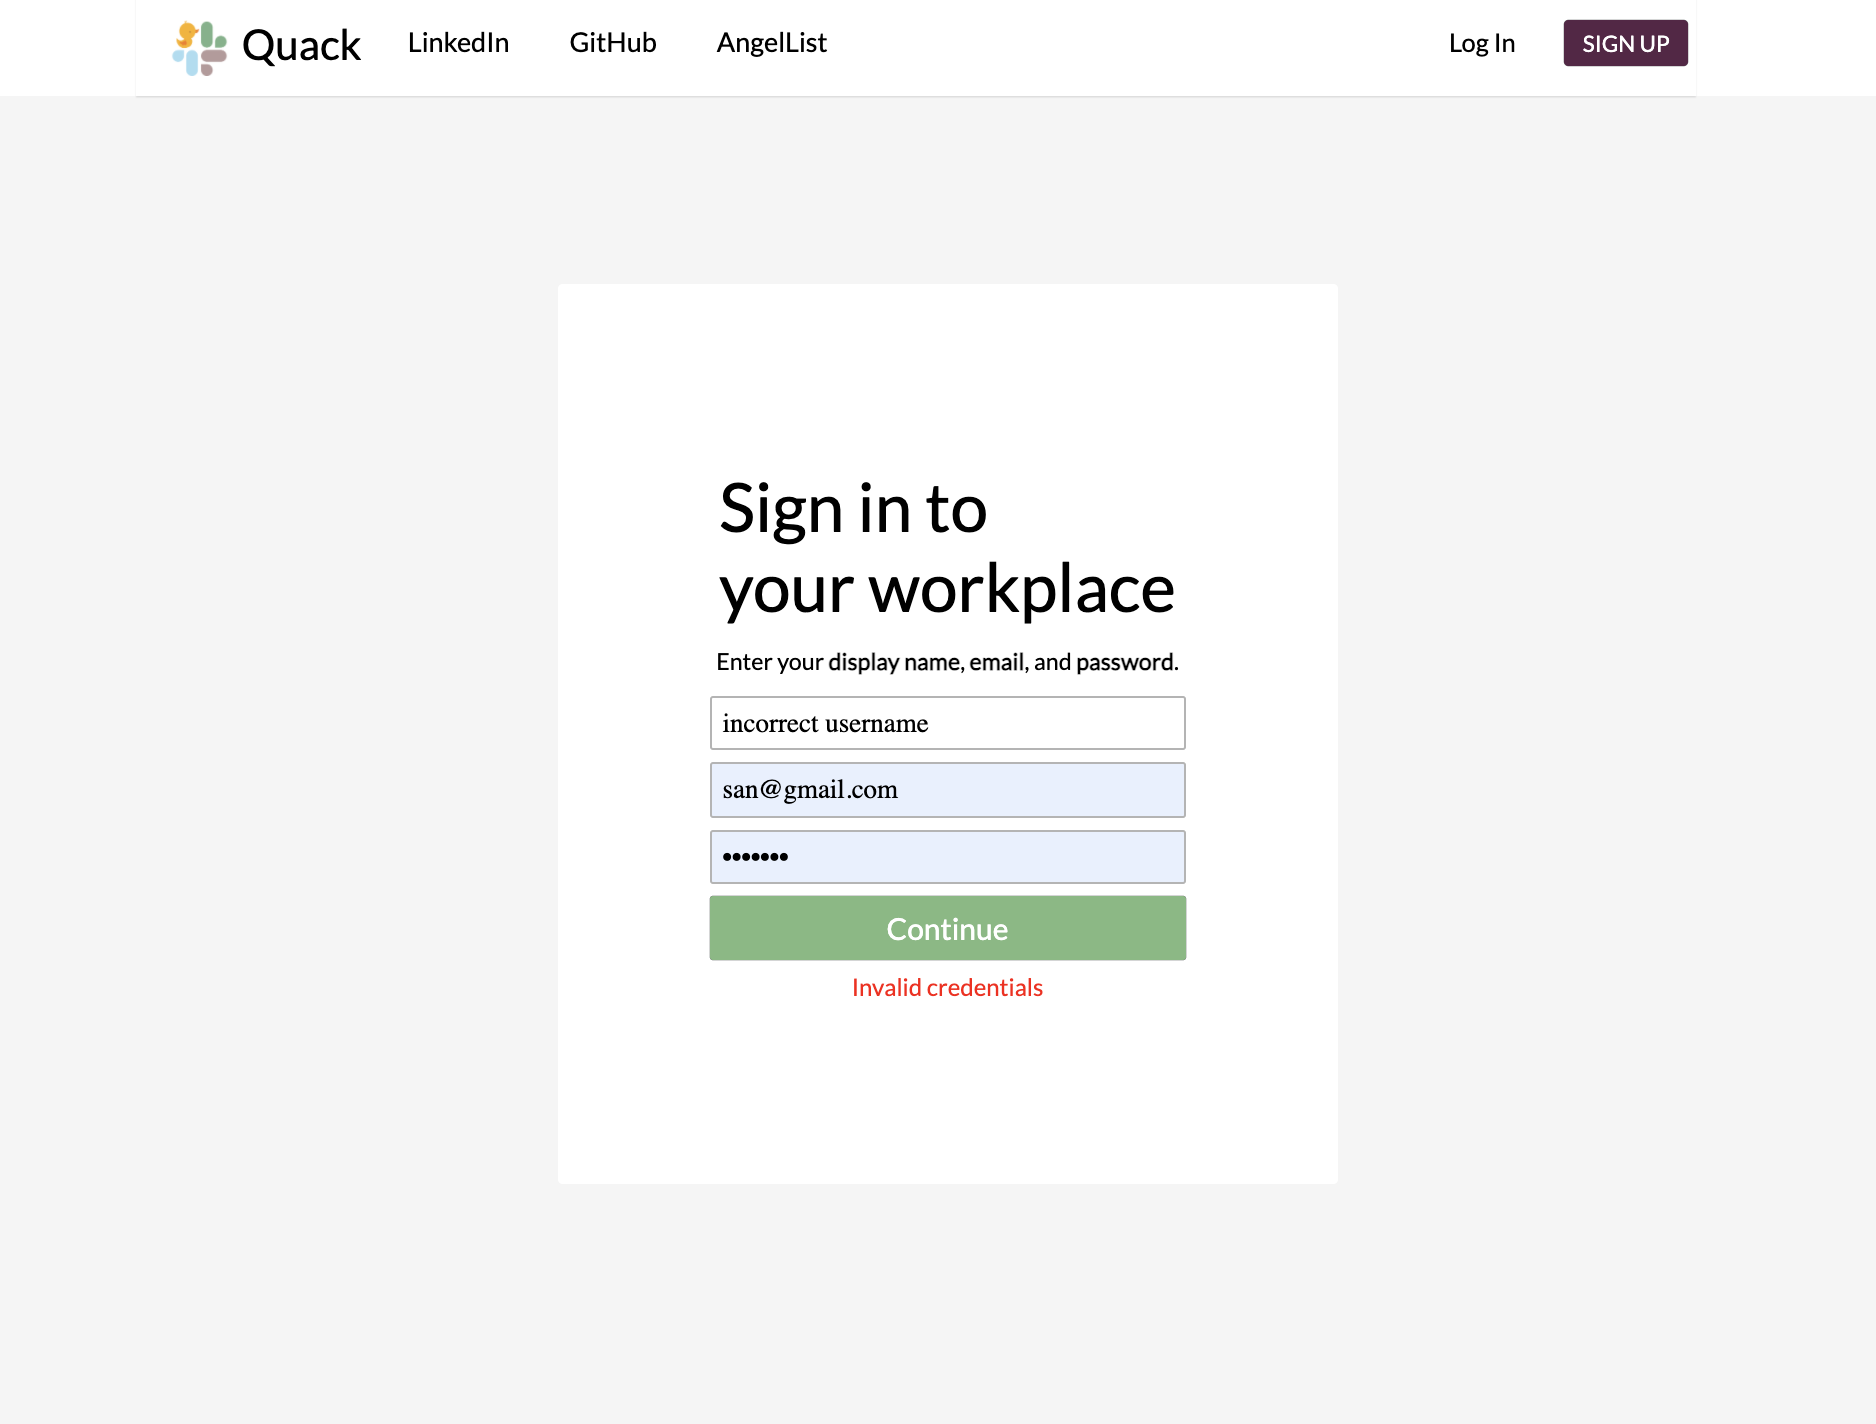 Quack LinkedIn GitHub AngelList Log In SIGN UP
Sign in to
your workplace
Enter your display name, email, and password.
incorrect username
san@gmail.com
•••••••
Continue
Invalid credentials